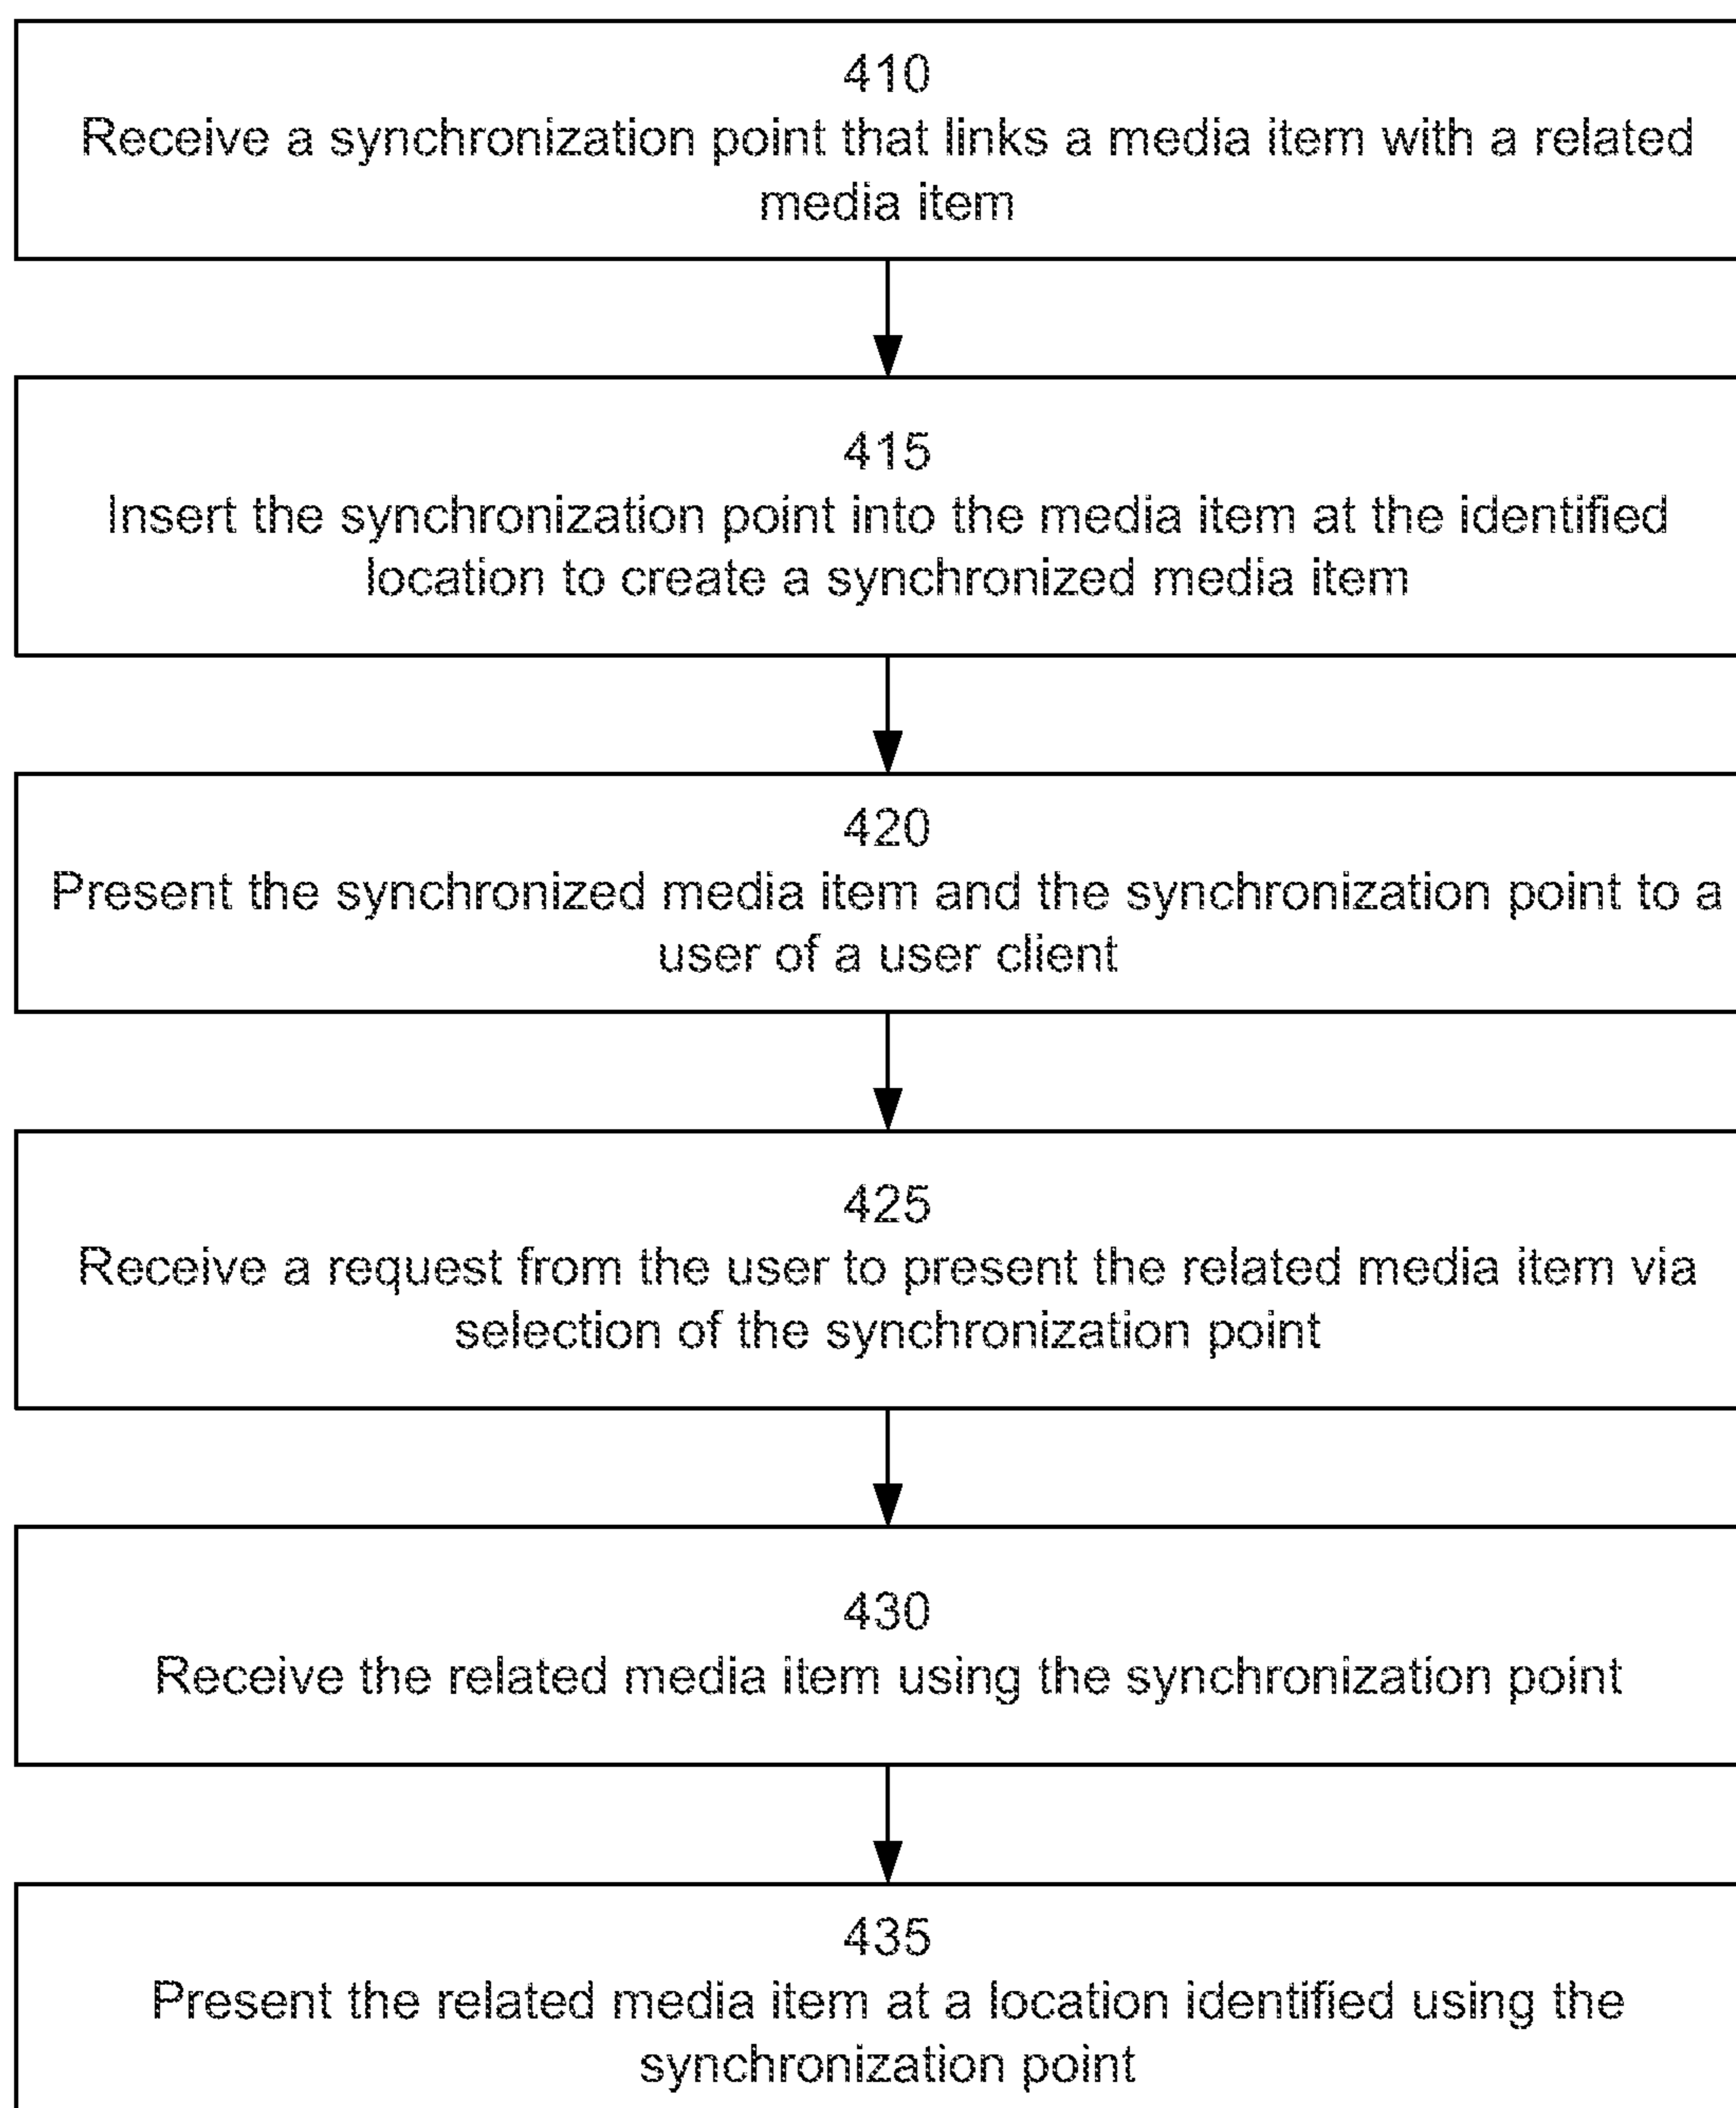 410
Receive a synchronization point that links a media item with a related
media item
415
Insert the synchronization point into the media item at the identified
location to create a synchronized media item
420
Present the synchronized media item and the synchronization point to a
user of a user client
425
Receive a request from the user to present the related media item via
selection of the synchronization point
430
Receive the related media item using the synchronization point
435
Present the related media item at a location identified using the
synchronization point